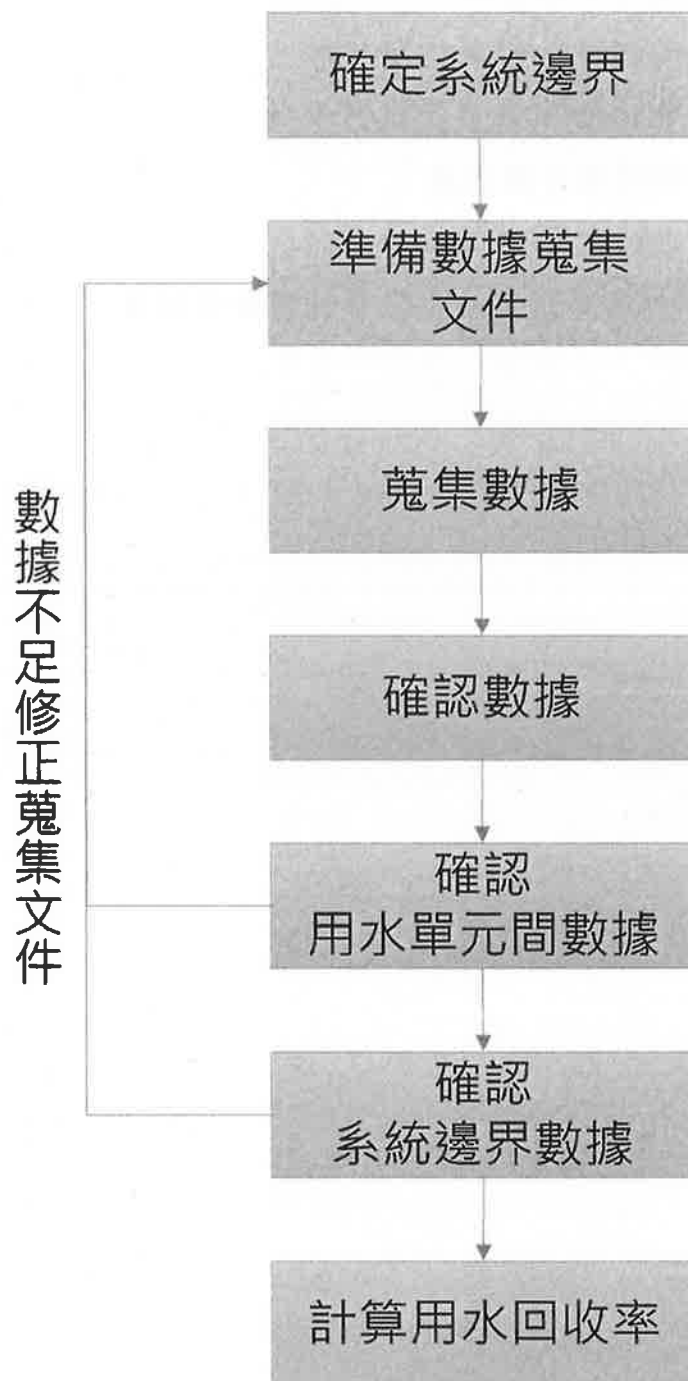 確定系統邊界
準備數據蒐集
文件
蒐集數據
確認數據
確認
用水單元間數據
確認
系統邊界數據
計算用水回收率
數據不足修正蒐集文件